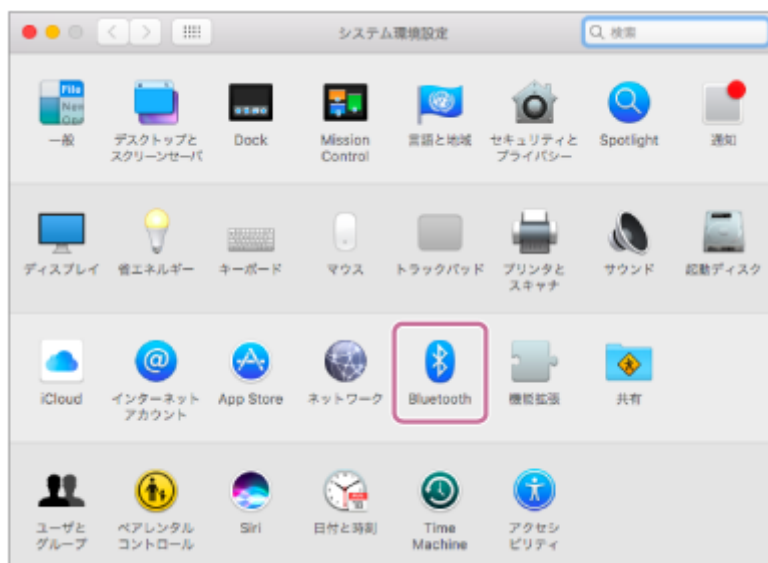 システム環境設定
検索
File
New
Ope
一般
デスクトップと
スクリーンセーバ
Dock
Mission
Control
言語と地域
セキュリティと
プライバシー
Spotlight
通知
ディスプレイ
省エネルギー
キーボード
マウス
トラックパッド
プリンタと
スキャナ
サウンド
起動ディスク
iCloud
インターネット
アカウント
App Store
ネットワーク
Bluetooth
機能拡張
共有
ユーザと
グループ
ペアレンタル
コントロール
Siri
日付と時刻
Time
Machine
アクセシ
ビリティ